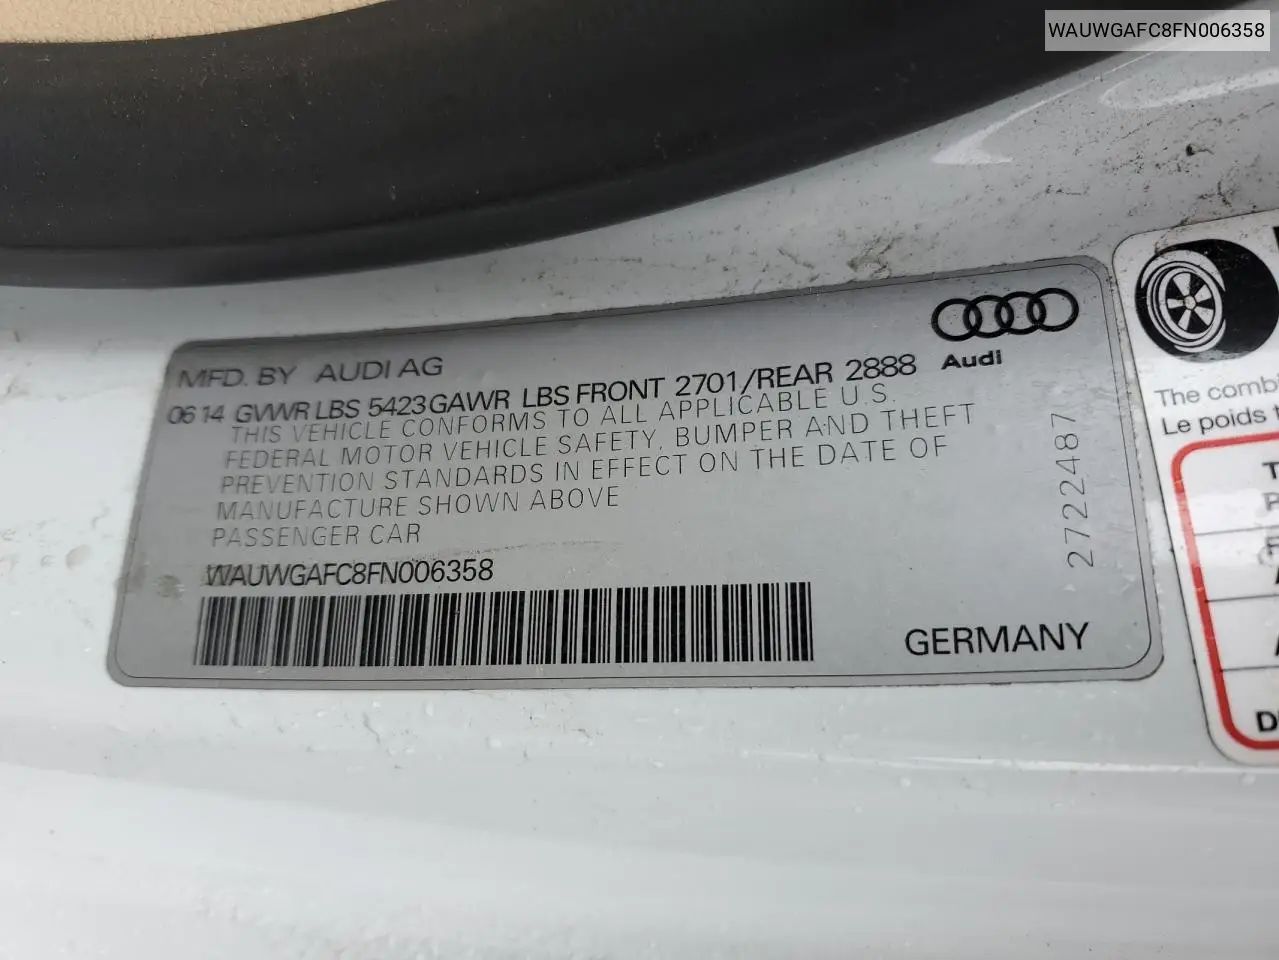 WAUWGAFC8FN006358
MFD. BY AUDI AG
06 14 GVWR LBS 5423 GAWR LBS FRONT 2701/REAR 2888
Audi
THIS VEHICLE CONFORMS TO ALL APPLICABLE U.S.
FEDERAL MOTOR VEHICLE SAFETY, BUMPER AND THEFT
PREVENTION STANDARDS IN EFFECT ON THE DATE OF
MANUFACTURE SHOWN ABOVE
PASSENGER CAR
WAUWGAFC8FN006358
2722487
GERMANY
The combi
Le poids t
T
P
F
A
A
D